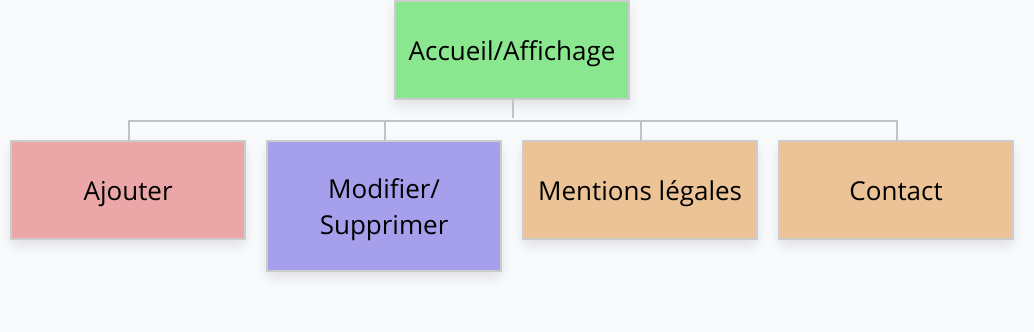 Accueil/Affichage
Ajouter
Modifier/
Supprimer
Mentions légales
Contact